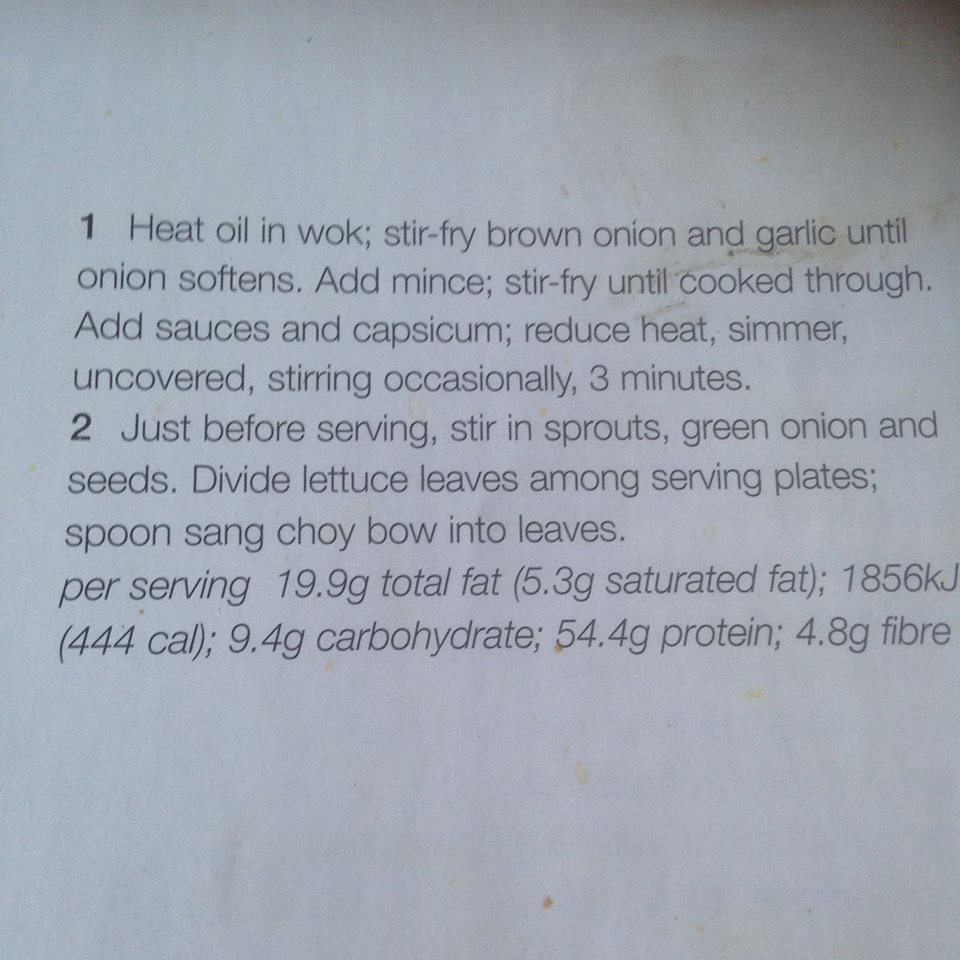 1 Heat oil in wok; stir-fry brown onion and garlic until
onion softens. Add mince; stir-fry until cooked through.
Add sauces and capsicum; reduce heat, simmer,
uncovered, stirring occasionally, 3 minutes.
2 Just before serving, stir in sprouts, green onion and
seeds. Divide lettuce leaves among serving plates;
spoon sang choy bow into leaves.
per serving 19.9g total fat (5.3g saturated fat); 1856kJ
(444 cal); 9.4g carbohydrate; 54.4g protein; 4.8g fibre